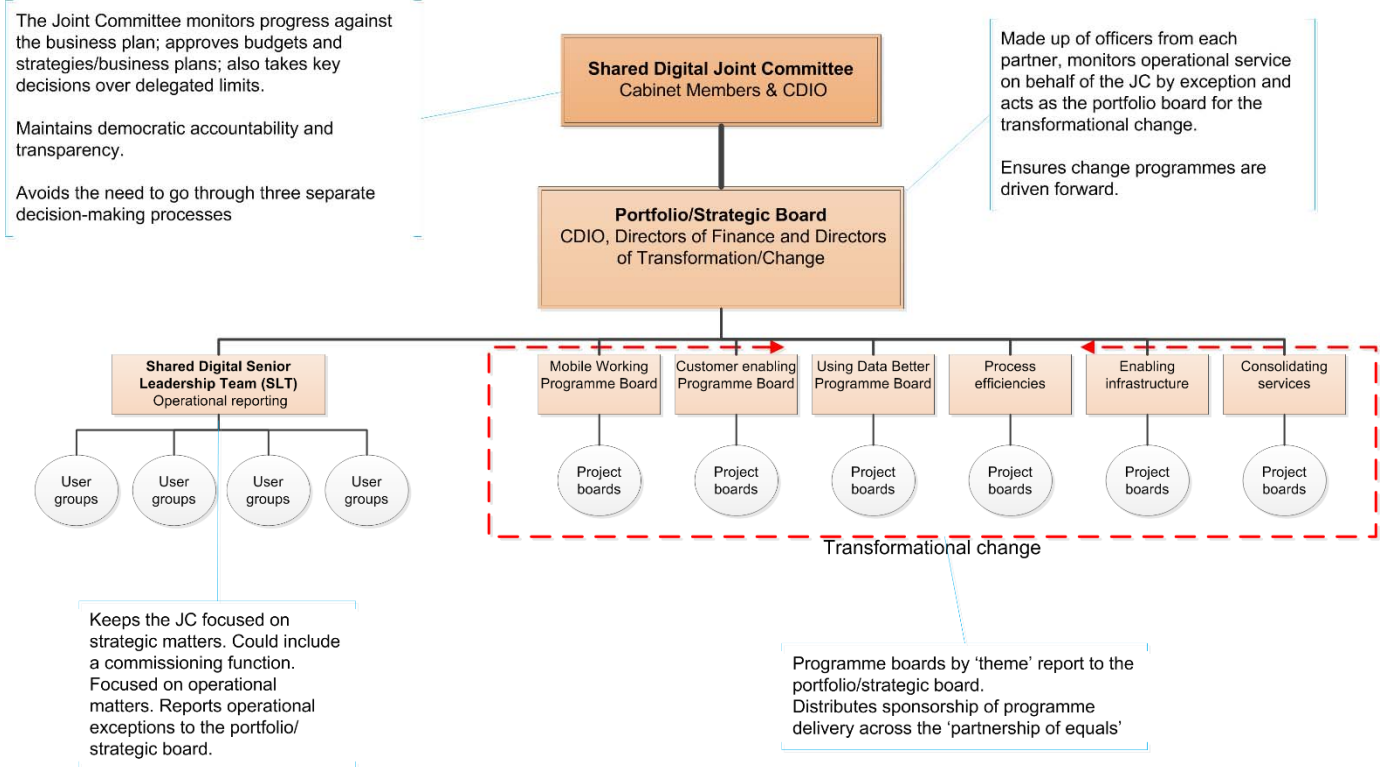 The Joint Committee monitors progress against
the business plan; approves budgets and
strategies/business plans; also takes key
decisions over delegated limits.
Maintains democratic accountability and
transparency.
Avoids the need to go through three separate
decision-making processes
Shared Digital Joint Committee
Cabinet Members & CDIO
Made up of officers from each
partner, monitors operational service
on behalf of the JC by exception and
acts as the portfolio board for the
transformational change.
Ensures change programmes are
driven forward.
Portfolio/Strategic Board
CDIO, Directors of Finance and Directors
of Transformation/Change
Shared Digital Senior
Leadership Team (SLT)
Operational reporting
Mobile Working
Programme Board
Customer enabling
Programme Board
Using Data Better
Programme Board
Process
efficiencies
Enabling
infrastructure
Consolidating
services
User
groups
User
groups
User
groups
User
groups
Project
boards
Project
boards
Project
boards
Project
boards
Project
boards
Project
boards
Transformational change
Keeps the JC focused on
strategic matters. Could include
a commissioning function.
Focused on operational
matters. Reports operational
exceptions to the portfolio/
strategic board.
Programme boards by ‘theme’ report to the
portfolio/strategic board.
Distributes sponsorship of programme
delivery across the ‘partnership of equals’